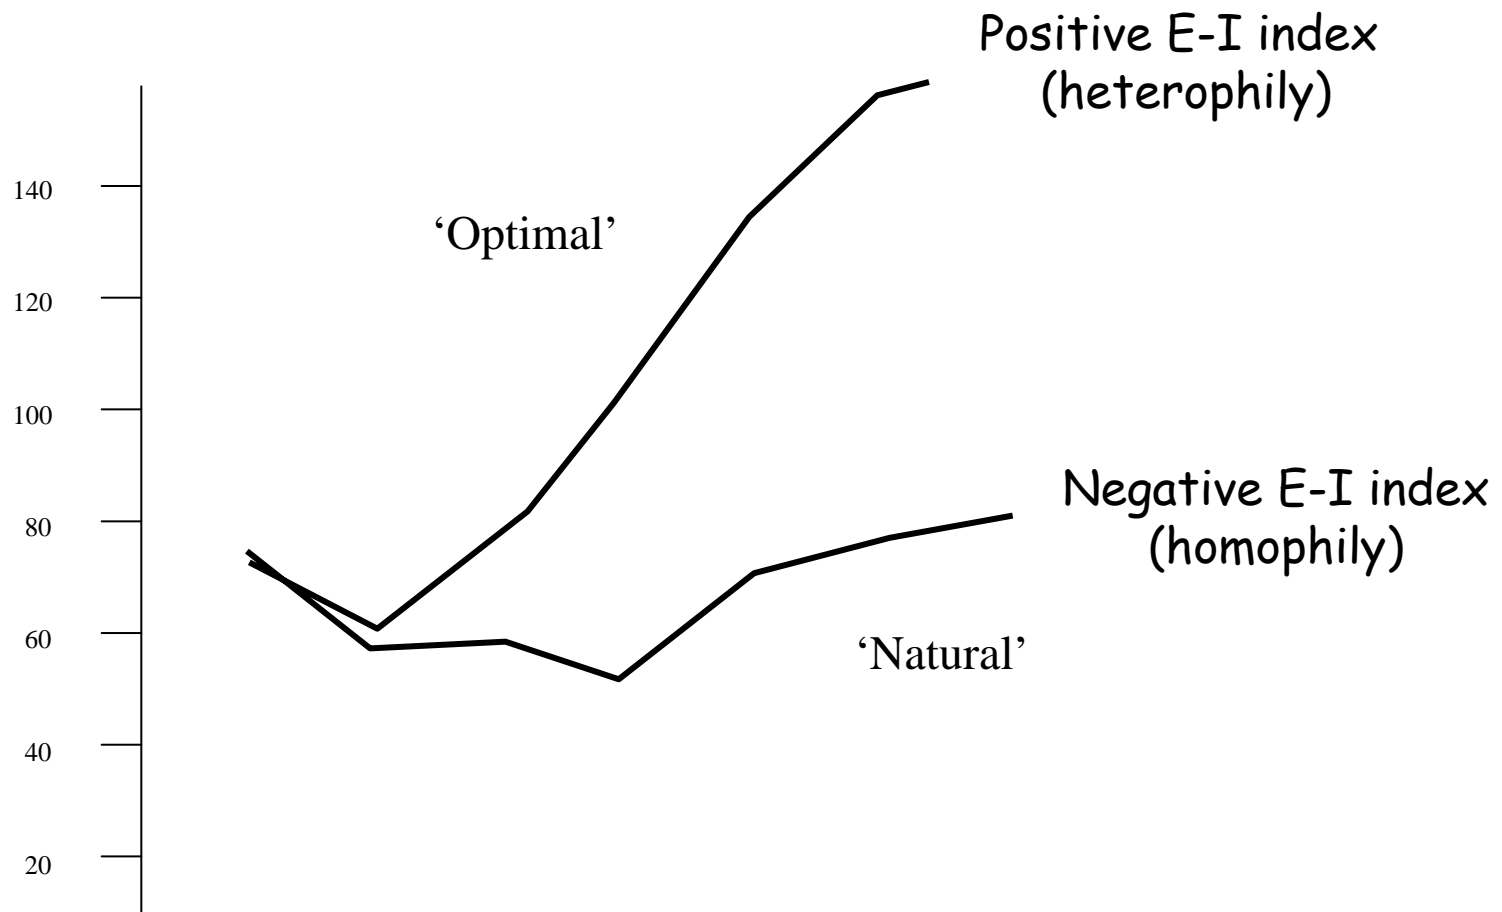 Positive E-I index
(heterophily)
140
‘Optimal’
120
100
Negative E-I index
(homophily)
80
60
‘Natural’
40
20